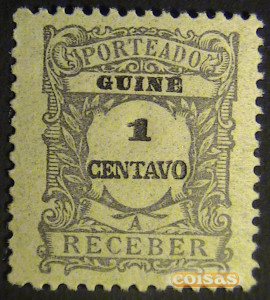 PORTEADO
GUINÉ
1
CENTAVO
A
RECEBER
coisas